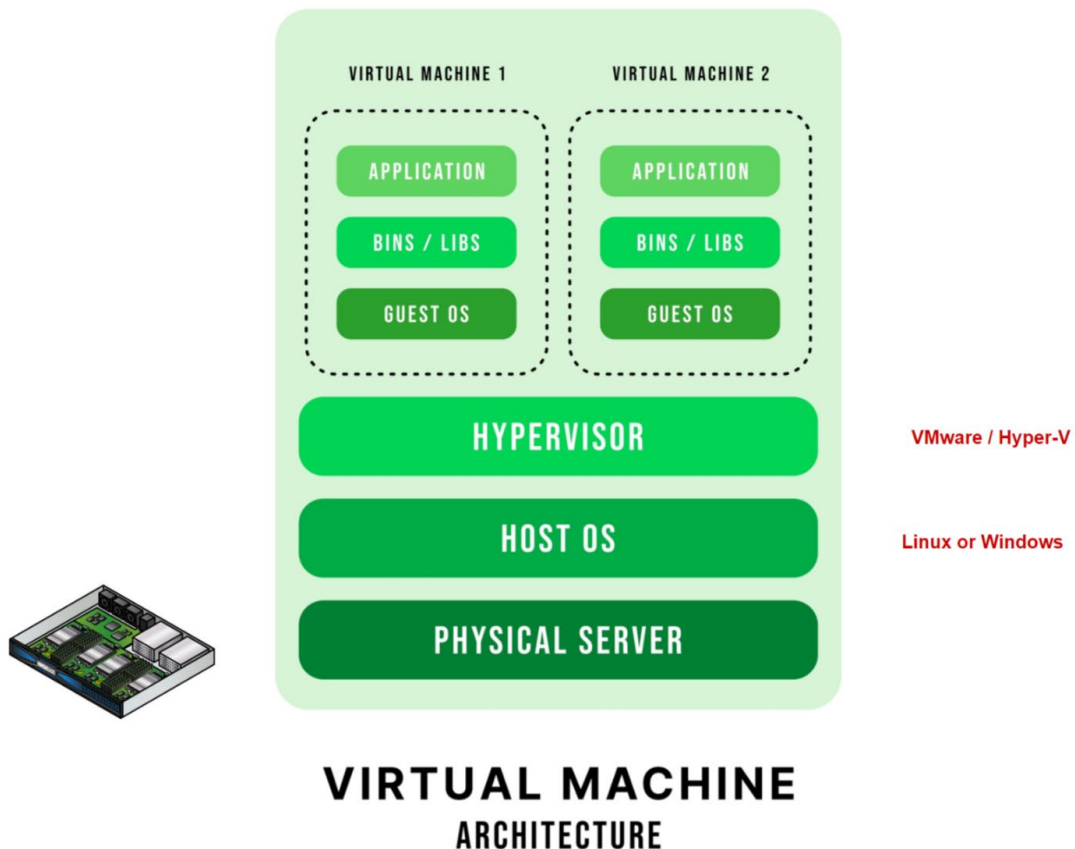 VIRTUAL MACHINE 1
VIRTUAL MACHINE 2
APPLICATION
APPLICATION
BINS / LIBS
BINS / LIBS
GUEST OS
GUEST OS
HYPERVISOR
VMware / Hyper-V
HOST OS
Linux or Windows
PHYSICAL SERVER
VIRTUAL MACHINE
ARCHITECTURE